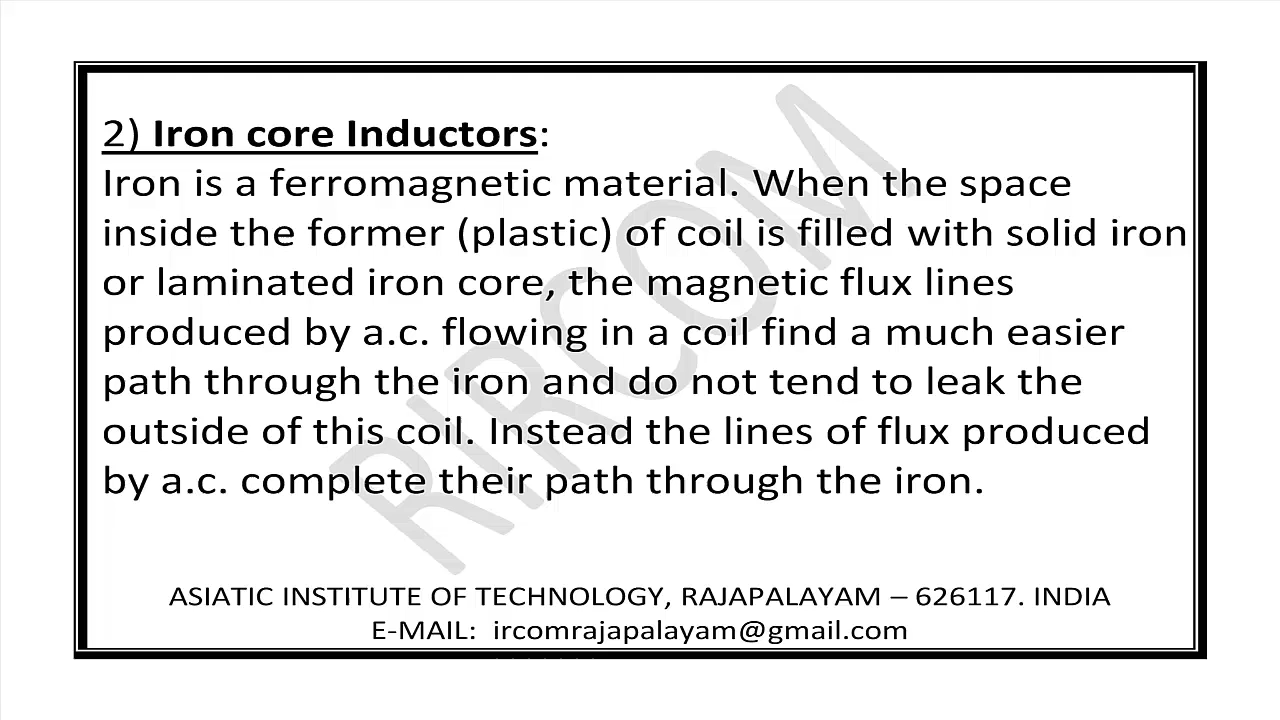 2) Iron core Inductors:
Iron is a ferromagnetic material. When the space
inside the former (plastic) of coil is filled with solid iron
or laminated iron core, the magnetic flux lines
produced by a.c. flowing in a coil find a much easier
path through the iron and do not tend to leak the
outside of this coil. Instead the lines of flux produced
by a.c. complete their path through the iron.
RIRCOM
ASIATIC INSTITUTE OF TECHNOLOGY, RAJAPALAYAM – 626117. INDIA
E-MAIL: ircomrajapalayam@gmail.com